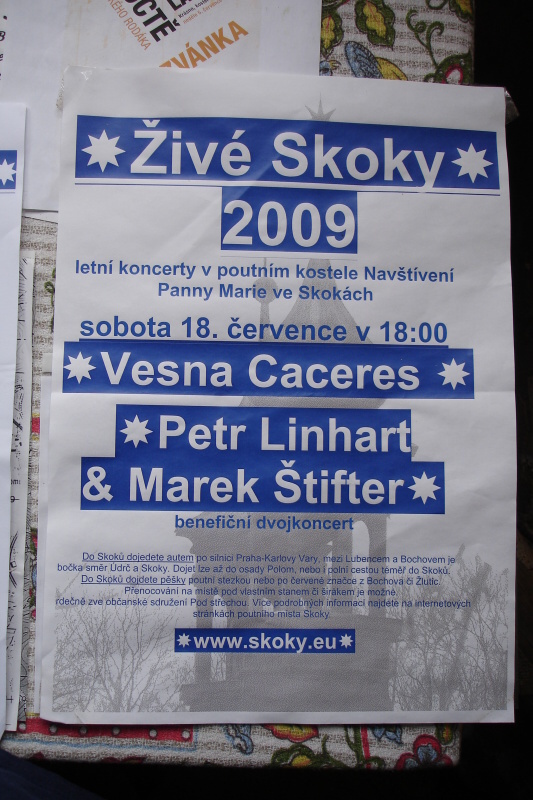 KÉHO RODÁKA
OCTĚ
ZVÁNKA
Živé Skoky
2009
letní koncerty v poutním kostele Navštívení
Panny Marie ve Skokách
sobota 18. července v 18:00
Vesna Caceres
Petr Linhart
& Marek Štifter
benefiční dvojkoncert
Do Skoků dojedete autem po silnici Praha-Karlovy Vary, mezi Lubencem a Bochovem je
bočka směr Údrč a Skoky. Dojet lze až do osady Polom, nebo i polní cestou téměř do Skoků.
Do Skoků dojdete pěšky poutní stezkou nebo po červené značce z Bochova či Žlutic.
Přenocování na místě pod vlastním stanem či širákem je možné.
rdečně zve občanské sdružení Pod střechou. Více podrobných informací najdete na internetových
stránkách poutního místa Skoky.
www.skoky.eu